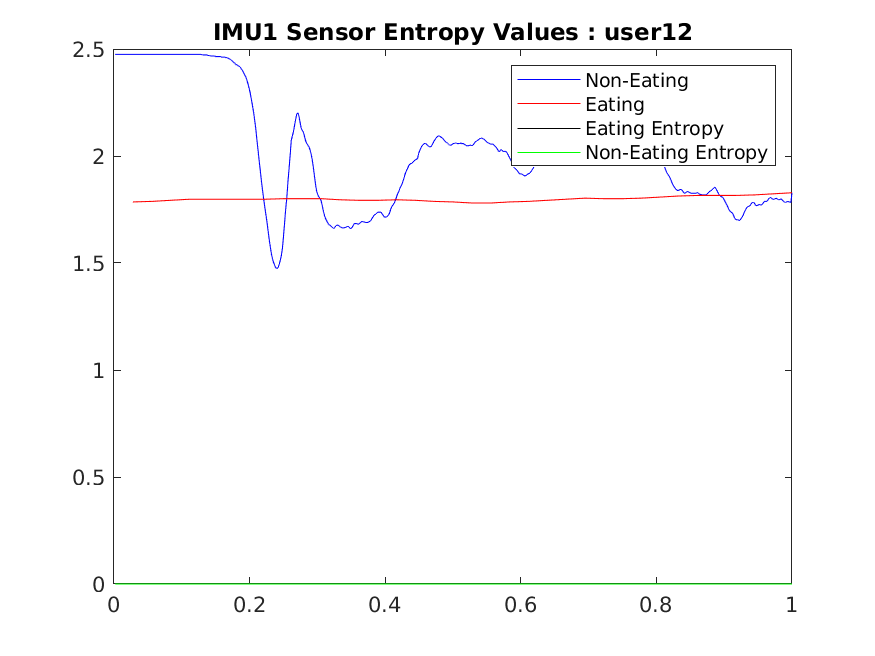 IMU1 Sensor Entropy Values : user12
2.5
2
1.5
1
0.5
0
Non-Eating
Eating
Eating Entropy
Non-Eating Entropy
0 0.2 0.4 0.6 0.8 1